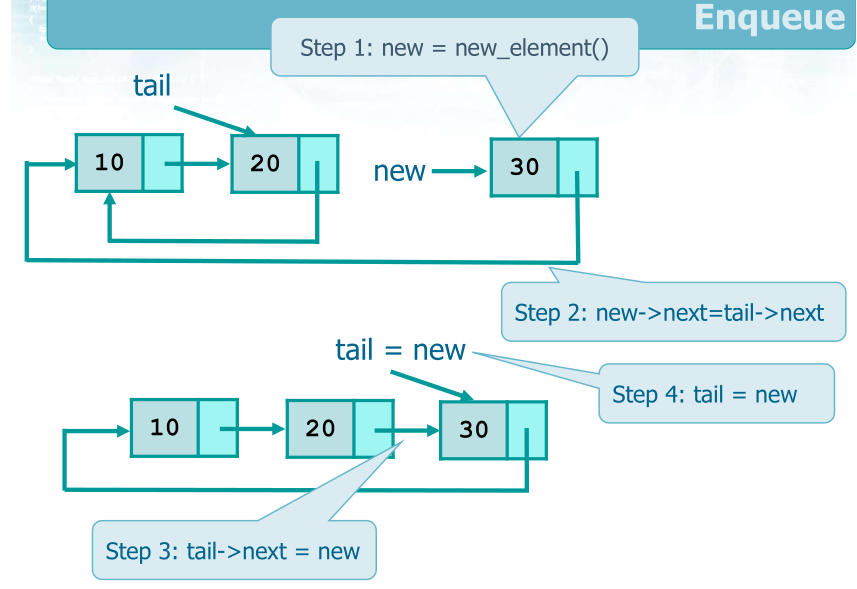 Enqueue
Step 1: new = new_element()
tail
10
20
new
30
Step 2: new->next=tail->next
tail = new
Step 4: tail = new
10
20
30
Step 3: tail->next = new